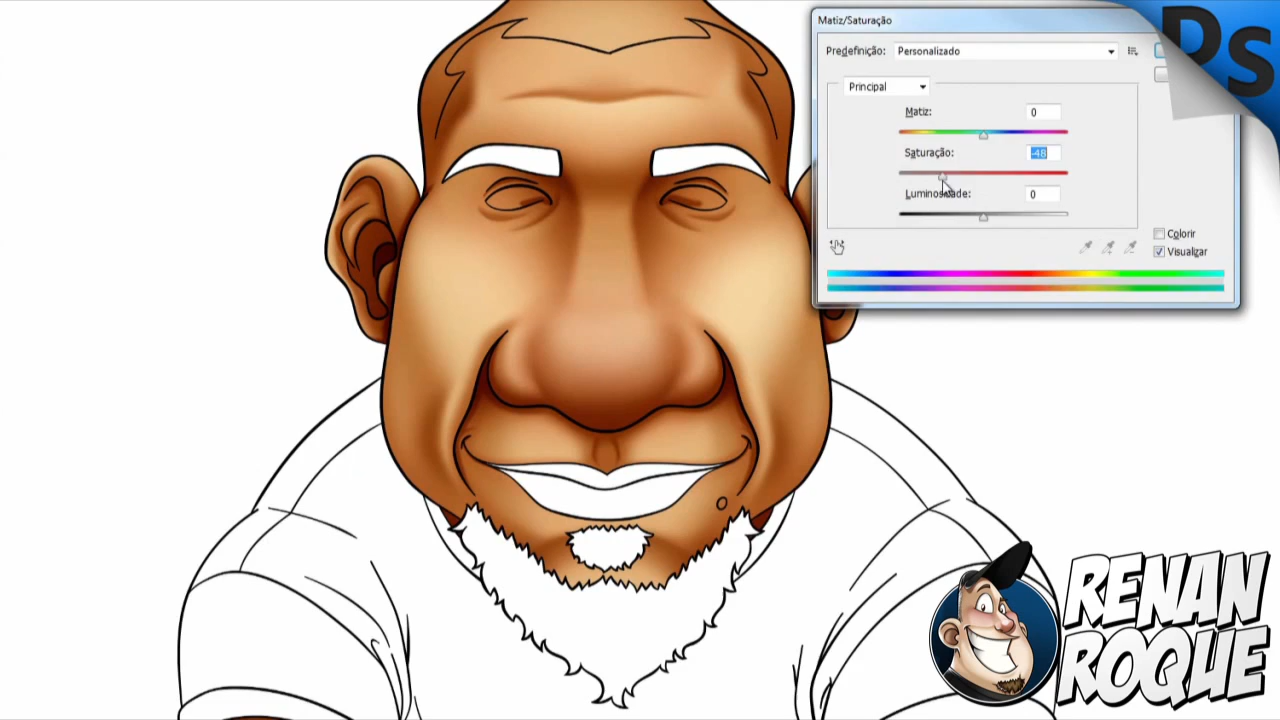 Matiz/Saturação
Predefinição: Personalizado
Principal
Matiz: 0
Saturação: -48
Luminosidade: 0
Colorir
Visualizar
Ps
RENAN
ROQUE